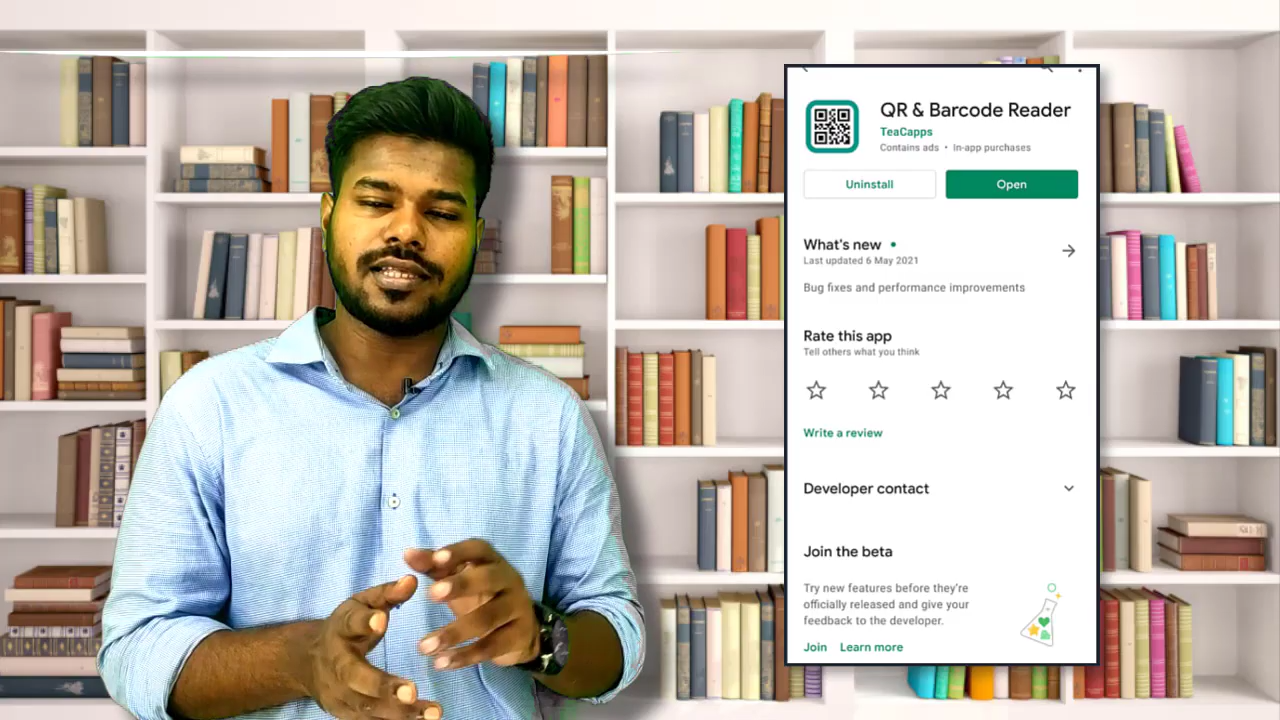 QR & Barcode Reader
TeaCapps
Contains ads • In-app purchases
Uninstall
Open
What's new •
Last updated 6 May 2021
Bug fixes and performance improvements
Rate this app
Tell others what you think
Write a review
Developer contact
Join the beta
Try new features before they're
officially released and give your
feedback to the developer.
Join Learn more